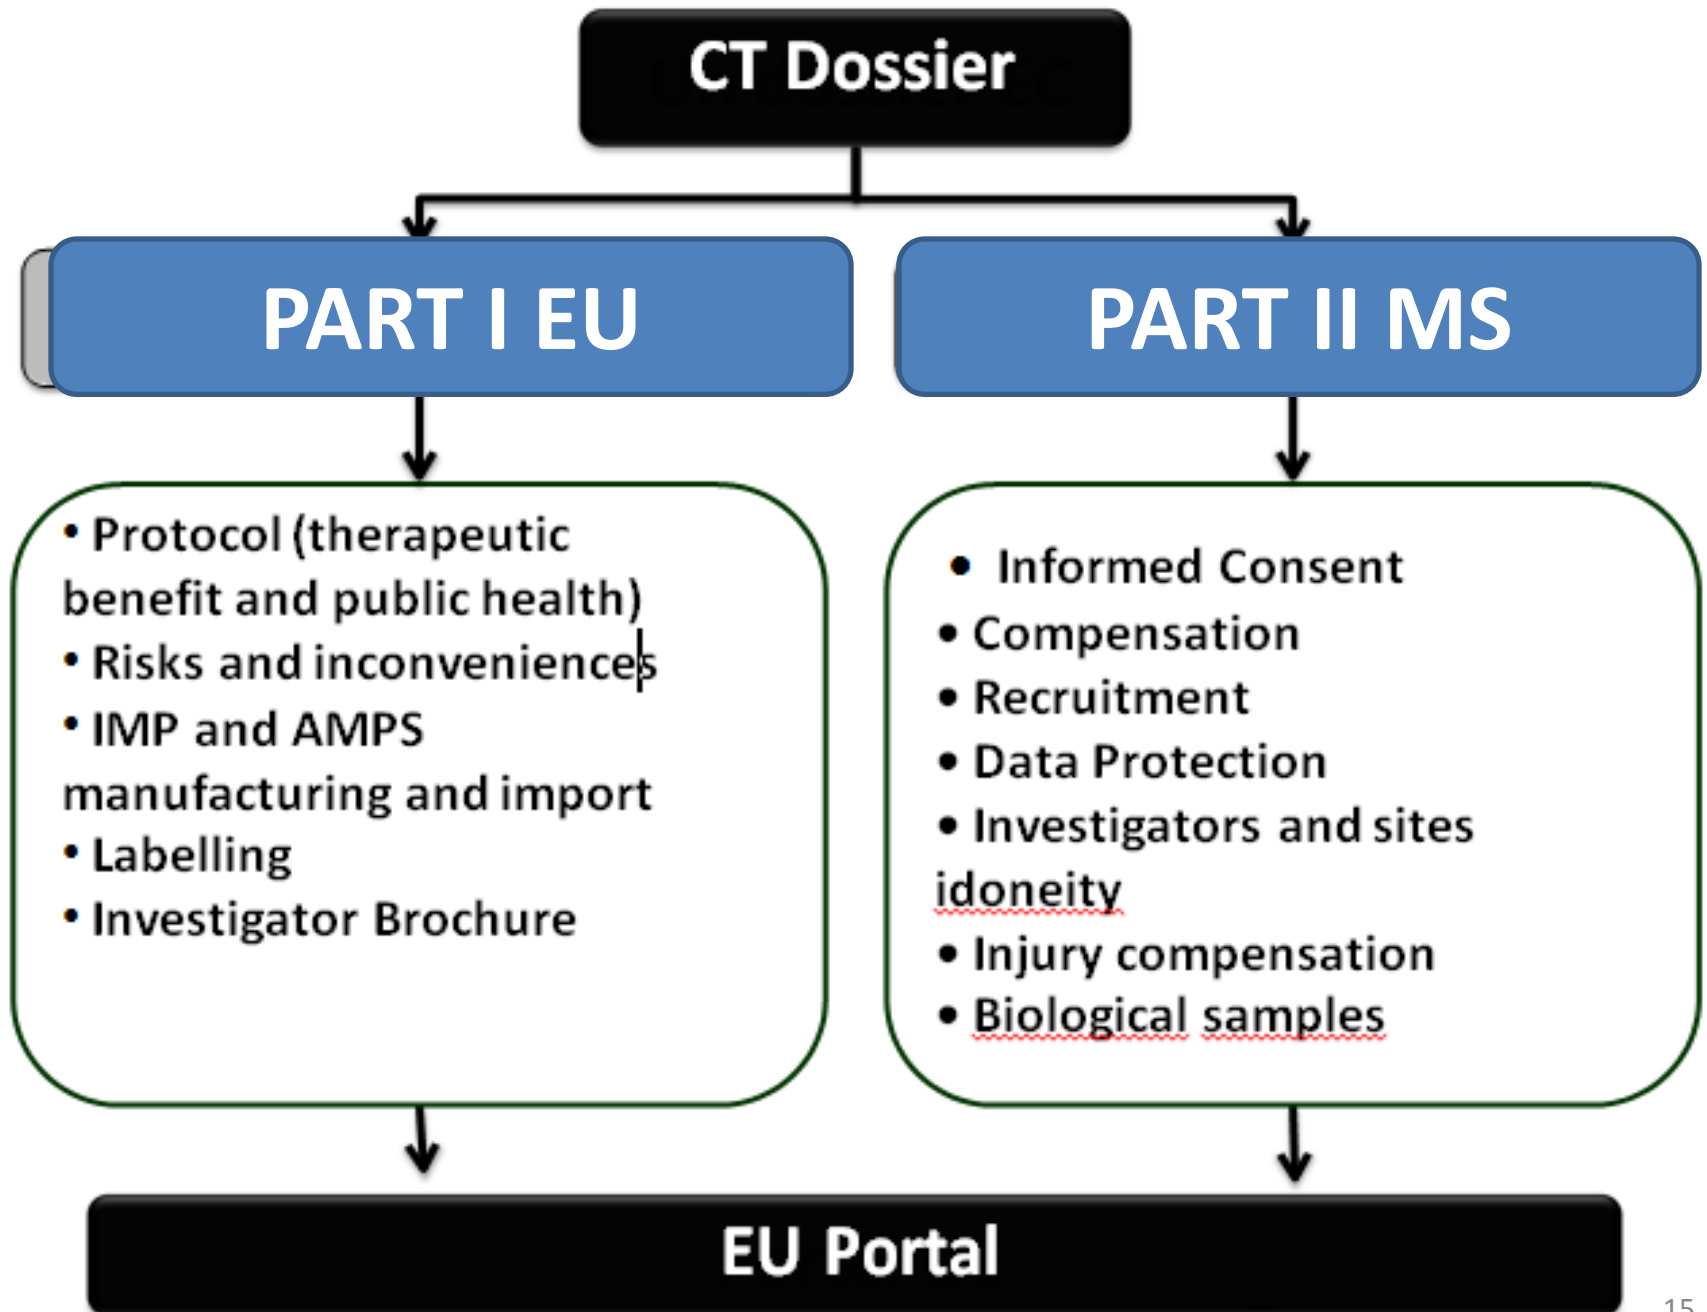 CT Dossier
PART I EU
PART II MS
• Protocol (therapeutic
benefit and public health)
• Risks and inconveniences
• IMP and AMPS
manufacturing and import
• Labelling
• Investigator Brochure
• Informed Consent
• Compensation
• Recruitment
• Data Protection
• Investigators and sites
idoneity
• Injury compensation
• Biological samples
EU Portal
15